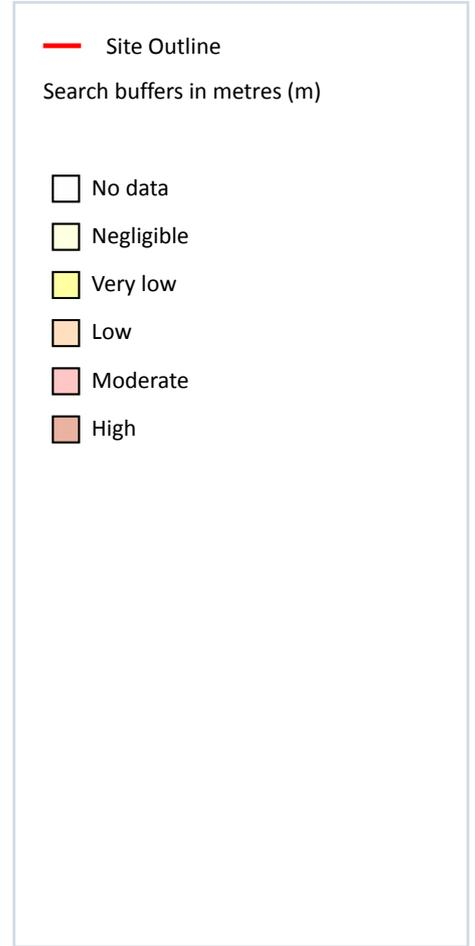 Site Outline
Search buffers in metres (m)
No data
Negligible
Very low
Low
Moderate
High